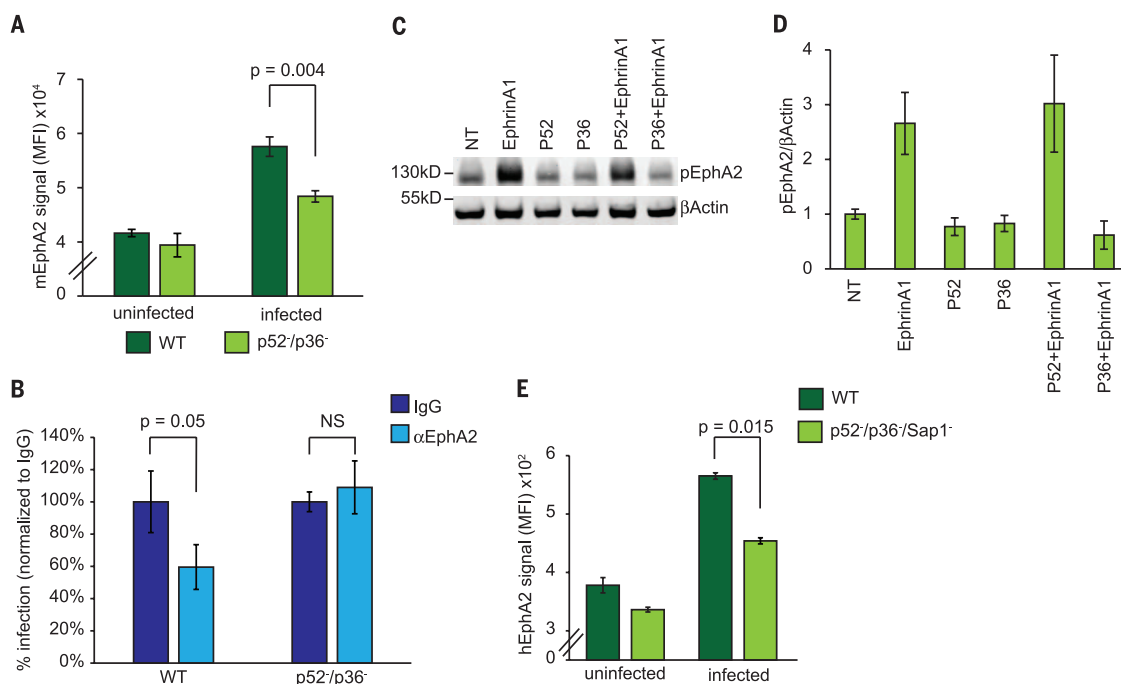 A
mEphA2 signal (MFI) x10⁴
7
6
5
4
0
p = 0.004
uninfected
infected
WT
p52⁻/p36⁻
B
% infection (normalized to IgG)
140%
120%
100%
80%
60%
40%
20%
0%
p = 0.05
NS
IgG
αEphA2
WT
p52⁻/p36⁻
C
NT
EphrinA1
P52
P36
P52+EphrinA1
P36+EphrinA1
130kD
pEphA2
55kD
βActin
D
pEphA2/βActin
4
3
2
1
0
NT
EphrinA1
P52
P36
P52+EphrinA1
P36+EphrinA1
E
WT
p52⁻/p36⁻/Sap1⁻
hEphA2 signal (MFI) x10²
6
5
4
3
0
p = 0.015
uninfected
infected